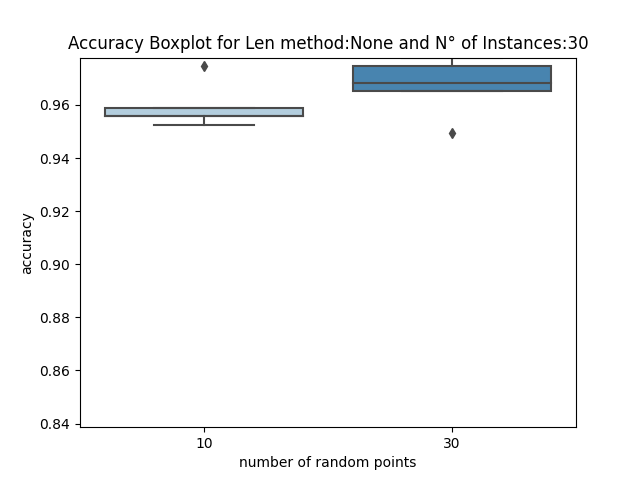 Accuracy Boxplot for Len method:None and N° of Instances:30
accuracy
0.96
0.94
0.92
0.90
0.88
0.86
0.84
10 30
number of random points